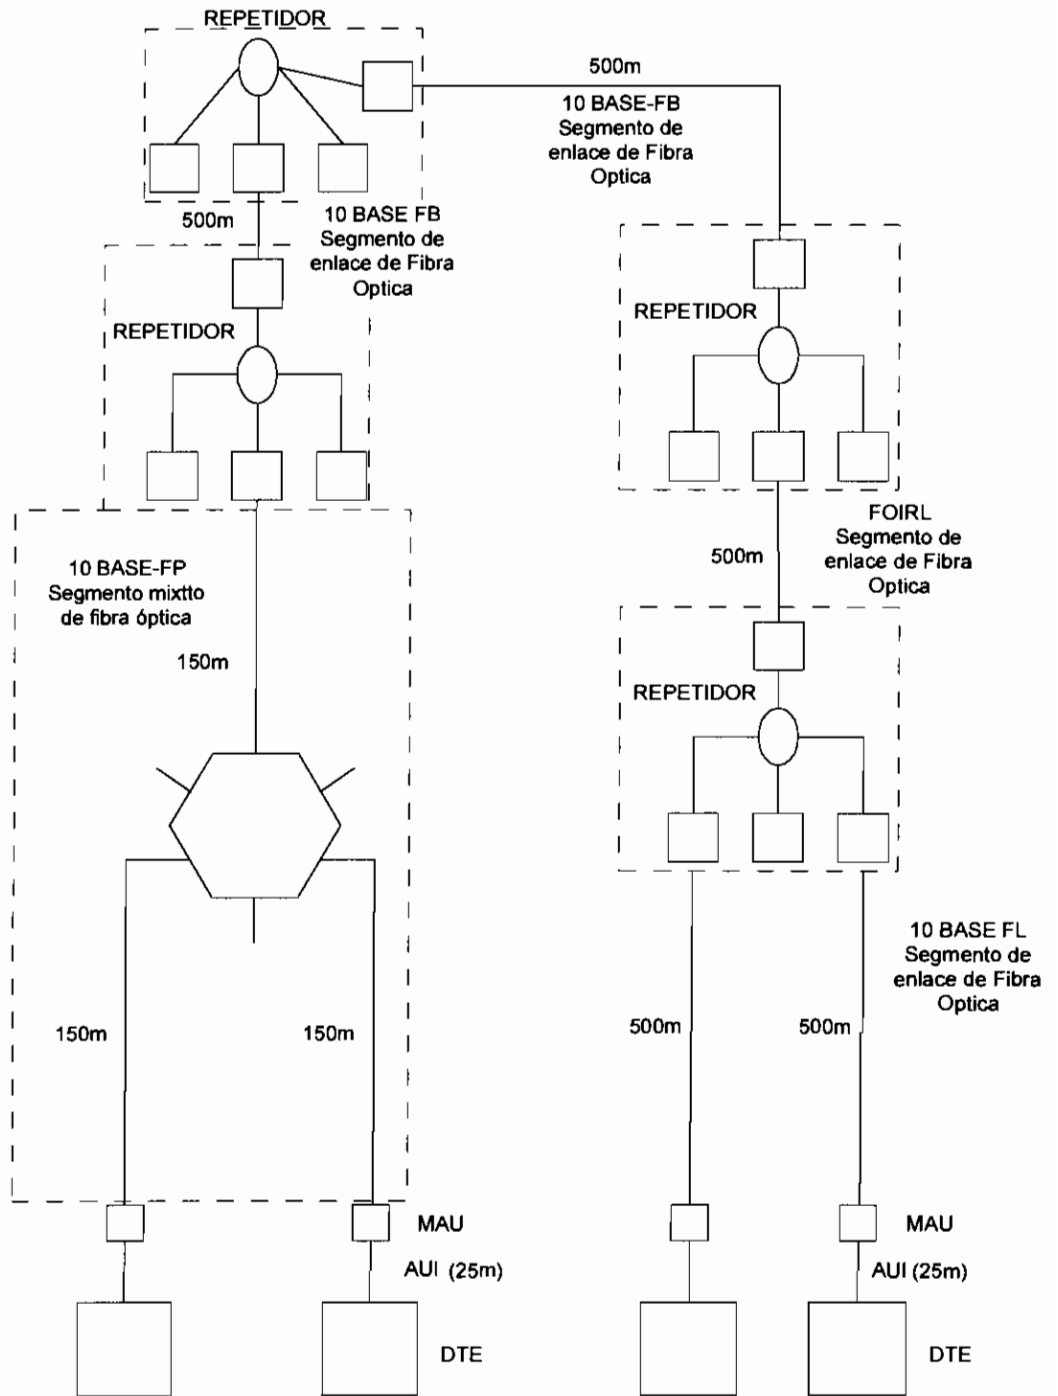 REPETIDOR
500m
10 BASE-FB
Segmento de
enlace de Fibra
Optica
500m
10 BASE FB
Segmento de
enlace de Fibra
Optica
REPETIDOR
REPETIDOR
FOIRL
Segmento de
enlace de Fibra
Optica
500m
10 BASE-FP
Segmento mixtto
de fibra óptica
150m
REPETIDOR
10 BASE FL
Segmento de
enlace de Fibra
Optica
150m
150m
500m
500m
MAU
MAU
AUI (25m)
AUI (25m)
DTE
DTE